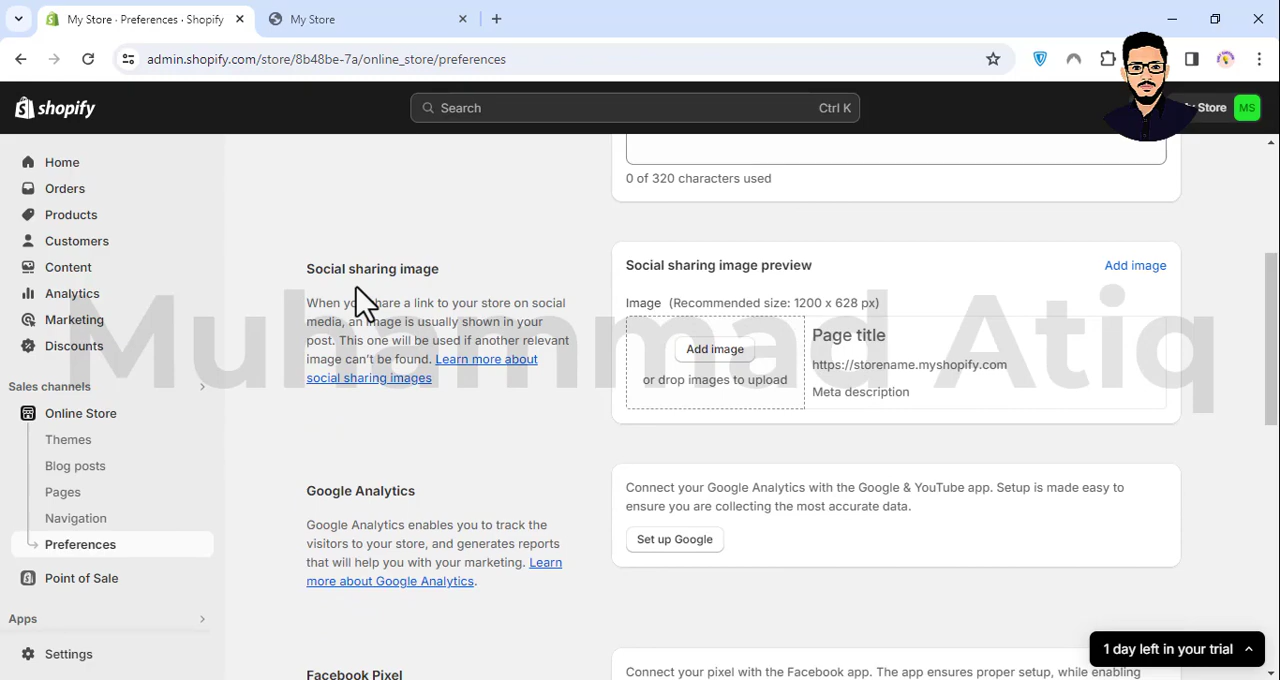 My Store · Preferences · Shopify
My Store
admin.shopify.com/store/8b48be-7a/online_store/preferences
shopify
Search
Ctrl K
Store
MS
Home
Orders
Products
Customers
Content
Analytics
Marketing
Discounts
Sales channels
Online Store
Themes
Blog posts
Pages
Navigation
Preferences
Point of Sale
Apps
Settings
0 of 320 characters used
Social sharing image
When you share a link to your store on social
media, an image is usually shown in your
post. This one will be used if another relevant
image can't be found. Learn more about
social sharing images
Social sharing image preview
Add image
Image (Recommended size: 1200 x 628 px)
Add image
or drop images to upload
Page title
https://storename.myshopify.com
Meta description
Muhammad Atiq
Google Analytics
Google Analytics enables you to track the
visitors to your store, and generates reports
that will help you with your marketing. Learn
more about Google Analytics.
Connect your Google Analytics with the Google & YouTube app. Setup is made easy to
ensure you are collecting the most accurate data.
Set up Google
Facebook Pixel
Connect your pixel with the Facebook app. The app ensures proper setup, while enabling
1 day left in your trial